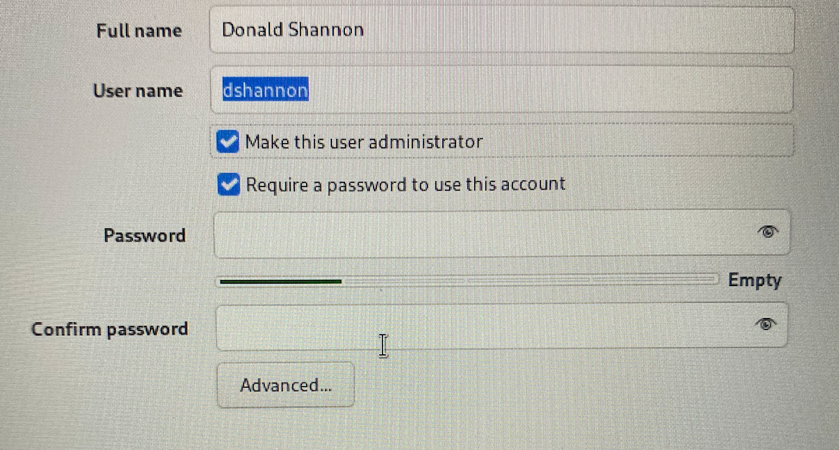 Full name Donald Shannon
User name dshannon
Make this user administrator
Require a password to use this account
Password
Empty
Confirm password
Advanced...